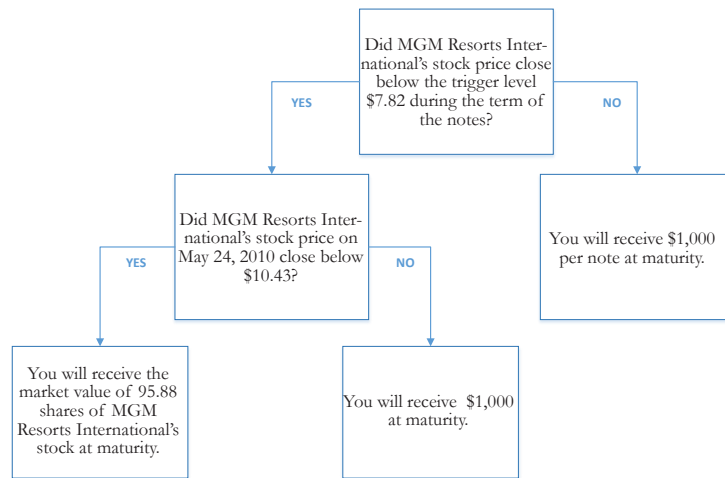 Did MGM Resorts Inter-
national's stock price close
below the trigger level
$7.82 during the term of
the notes?
YES
NO
Did MGM Resorts Inter-
national's stock price on
May 24, 2010 close below
$10.43?
You will receive $1,000
per note at maturity.
YES
NO
You will receive the
market value of 95.88
shares of MGM
Resorts International's
stock at maturity.
You will receive $1,000
at maturity.